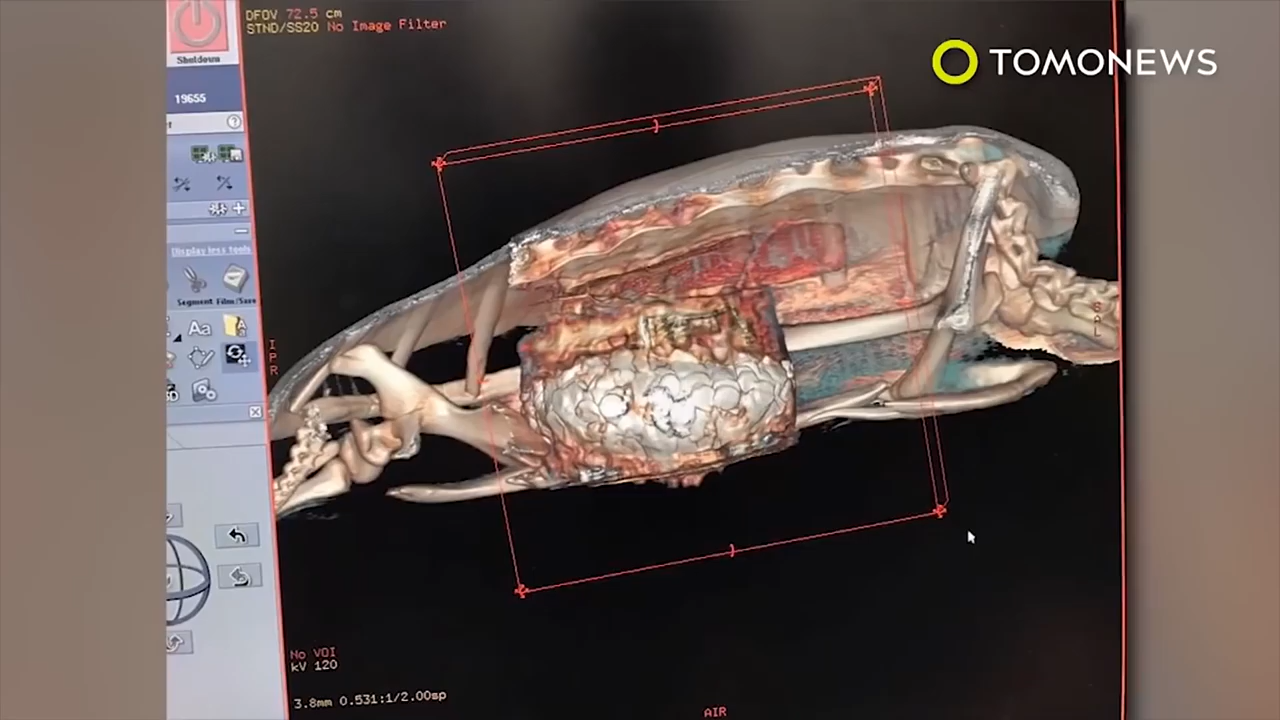 DFOV 72.5 cm
STND/SS20 No Image Filter
TOMONEWS
Shutdown
19655
Display less tools
Segment Film/Save
Aa
I
P
R
S
L
No VOI
kV 120
3.8mm 0.531:1/2.00sp
AIR